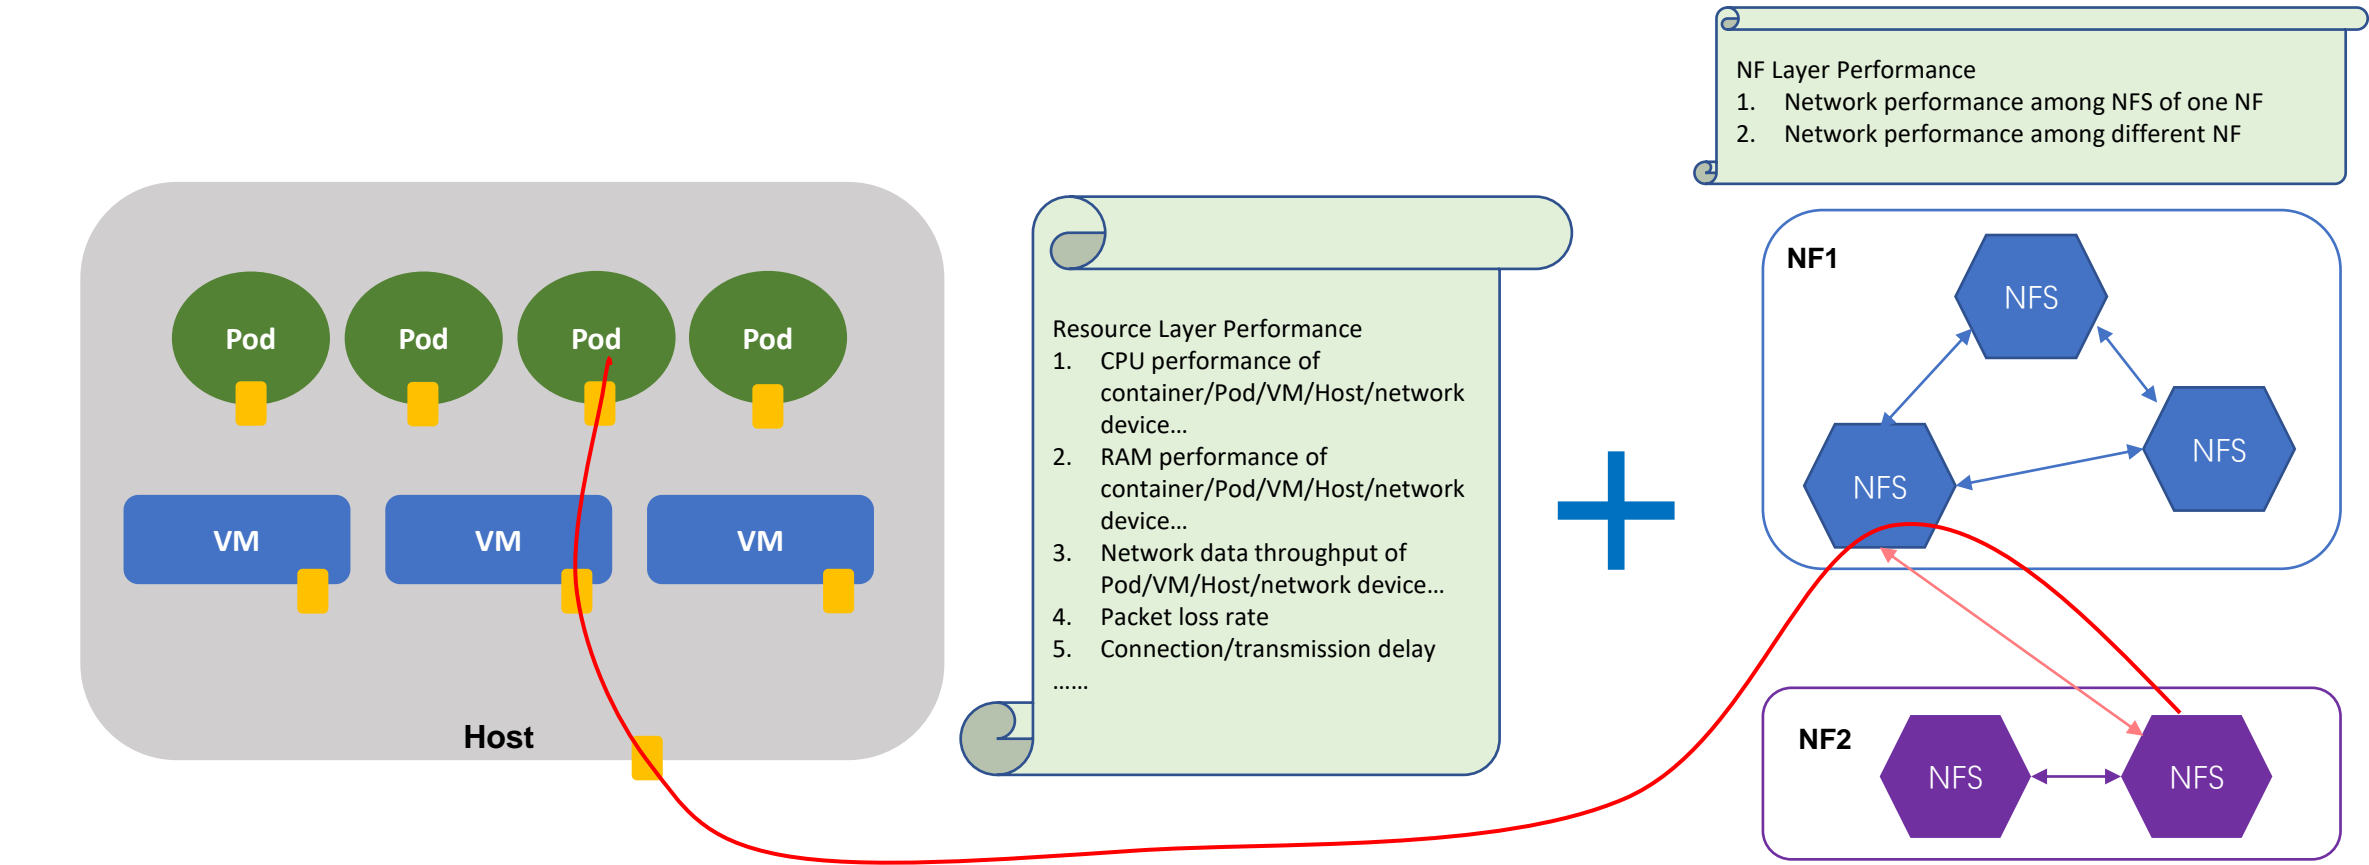 NF Layer Performance
1. Network performance among NFS of one NF
2. Network performance among different NF
Pod Pod Pod Pod
VM VM VM
Host
Resource Layer Performance
1. CPU performance of
container/Pod/VM/Host/network
device...
2. RAM performance of
container/Pod/VM/Host/network
device...
3. Network data throughput of
Pod/VM/Host/network device...
4. Packet loss rate
5. Connection/transmission delay
......
NF1
NFS
NFS
NFS
NF2
NFS NFS